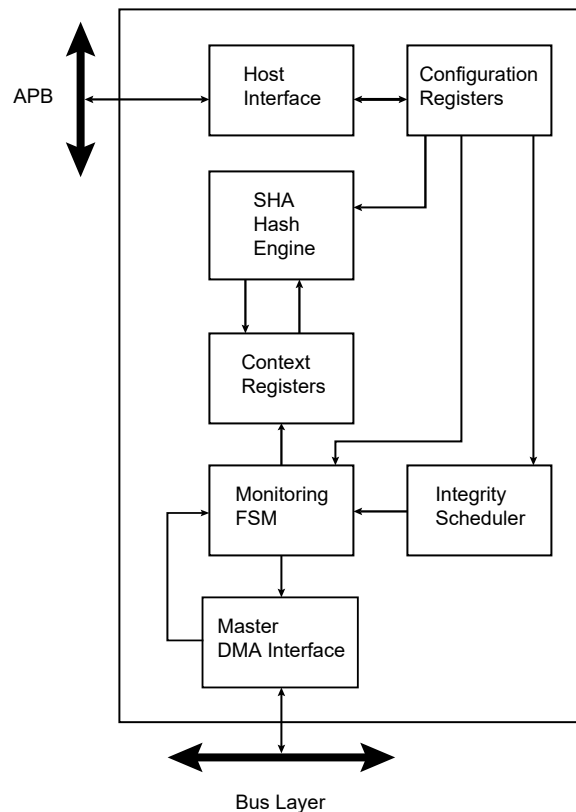 APB
Host
Interface
Configuration
Registers
SHA
Hash
Engine
Context
Registers
Monitoring
FSM
Integrity
Scheduler
Master
DMA Interface
Bus Layer